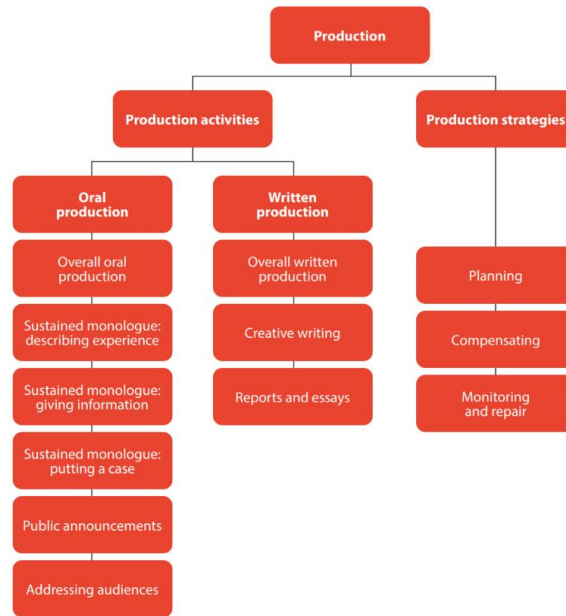 Production
Production activities
Production strategies
Oral
production
Written
production
Overall oral
production
Overall written
production
Planning
Sustained monologue:
describing experience
Creative writing
Compensating
Sustained monologue:
giving information
Reports and essays
Monitoring
and repair
Sustained monologue:
putting a case
Public announcements
Addressing audiences